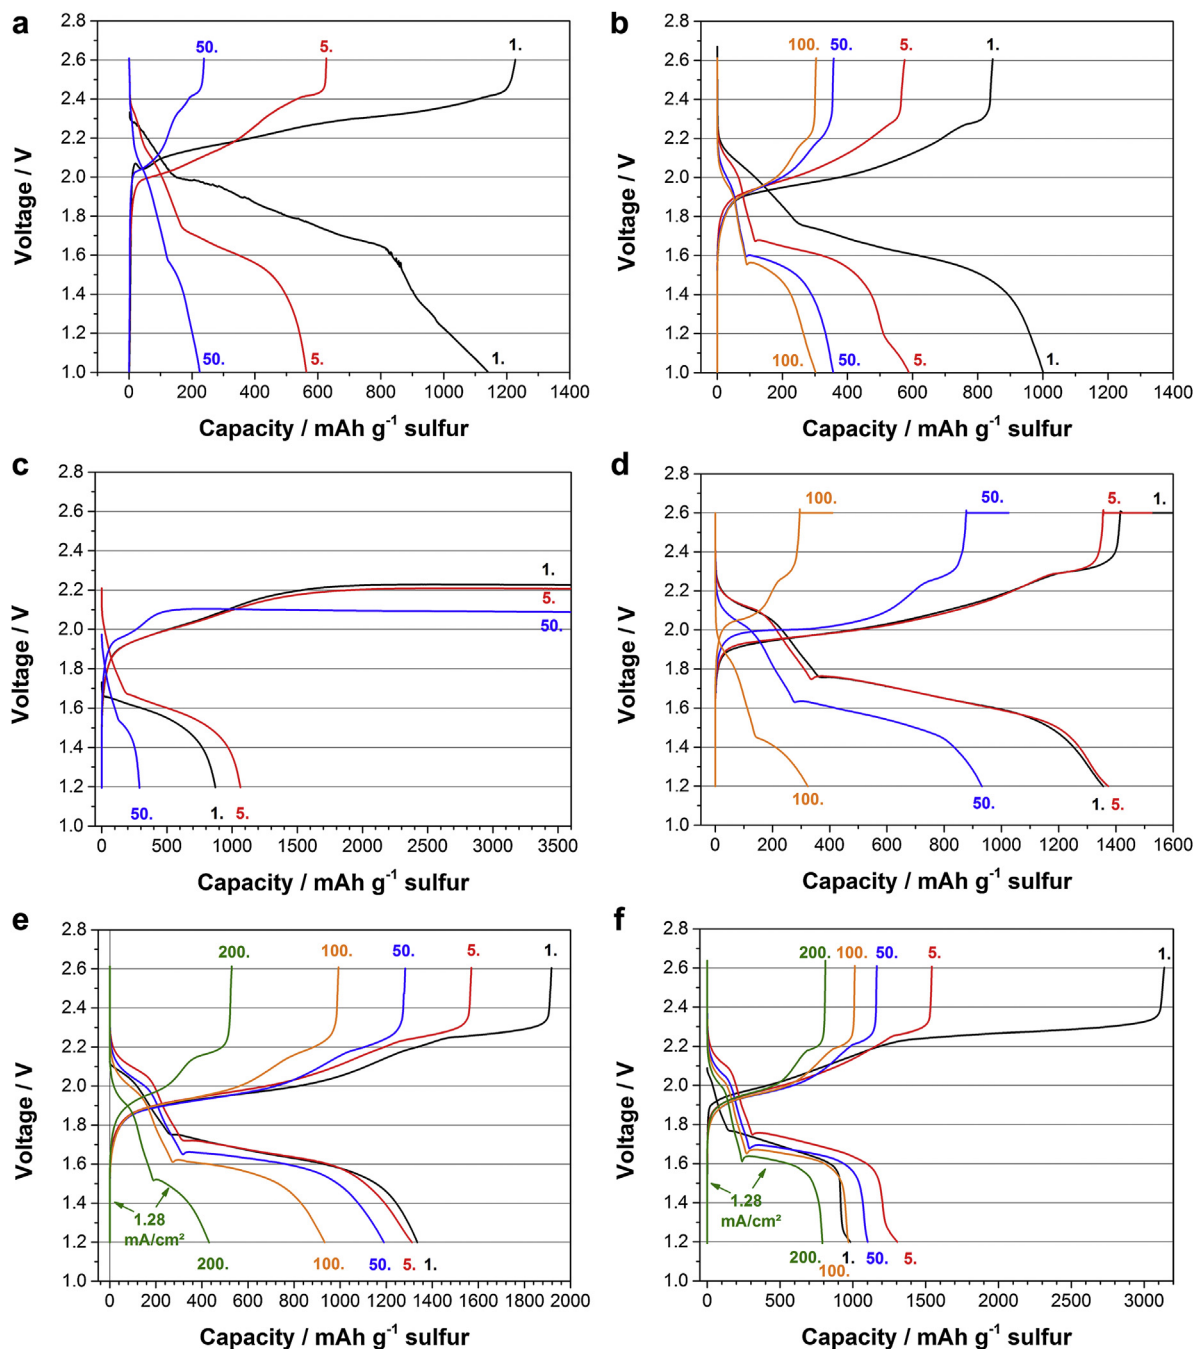 a
2.8
2.6
2.4
2.2
2.0
1.8
1.6
1.4
1.2
1.0
Voltage / V
50.
5.
1.
50.
5.
1.
0 200 400 600 800 1000 1200 1400
Capacity / mAh g⁻¹ sulfur
b
2.8
2.6
2.4
2.2
2.0
1.8
1.6
1.4
1.2
1.0
Voltage / V
100. 50. 5. 1.
100. 50. 5. 1.
0 200 400 600 800 1000 1200 1400
Capacity / mAh g⁻¹ sulfur
c
2.8
2.6
2.4
2.2
2.0
1.8
1.6
1.4
1.2
1.0
Voltage / V
1.
5.
50.
50. 1. 5.
0 500 1000 1500 2000 2500 3000 3500
Capacity / mAh g⁻¹ sulfur
d
2.8
2.6
2.4
2.2
2.0
1.8
1.6
1.4
1.2
1.0
Voltage / V
100. 50. 5. 1.
100. 50. 1. 5.
0 200 400 600 800 1000 1200 1400 1600
Capacity / mAh g⁻¹ sulfur
e
2.8
2.6
2.4
2.2
2.0
1.8
1.6
1.4
1.2
1.0
Voltage / V
200. 100. 50. 5. 1.
1.28
mA/cm²
200. 100. 50. 5. 1.
0 200 400 600 800 1000 1200 1400 1600 1800 2000
Capacity / mAh g⁻¹ sulfur
f
2.8
2.6
2.4
2.2
2.0
1.8
1.6
1.4
1.2
1.0
Voltage / V
200. 100. 50. 5. 1.
1.28
mA/cm²
200. 1. 50. 5.
100.
0 500 1000 1500 2000 2500 3000
Capacity / mAh g⁻¹ sulfur